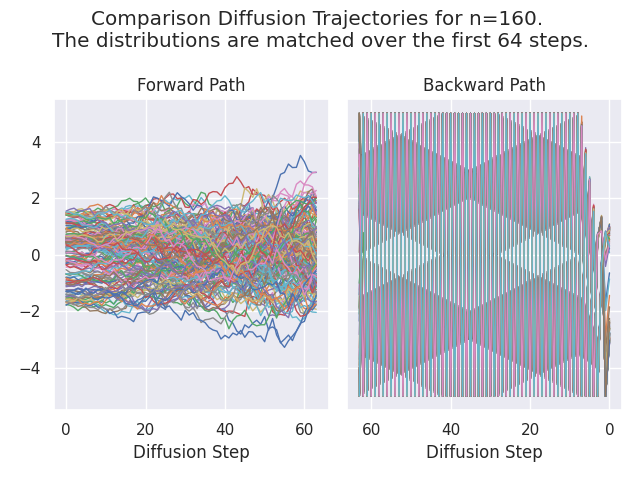 Comparison Diffusion Trajectories for n=160.
The distributions are matched over the first 64 steps.
Forward Path
Backward Path
4
2
0
−2
−4
0
20
40
60
60
40
20
0
Diffusion Step
Diffusion Step